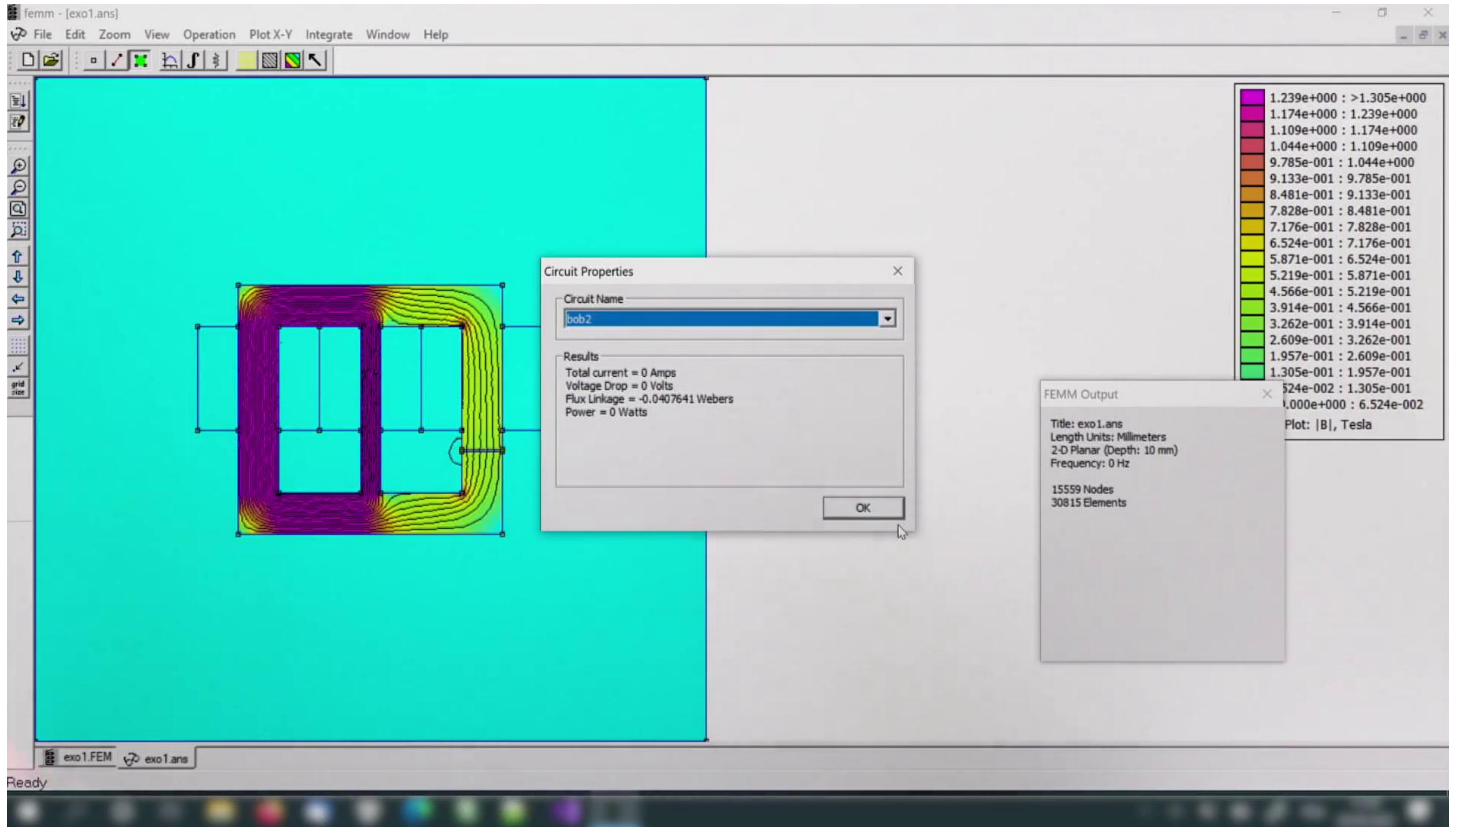 femm - [exo1.ans]
File Edit Zoom View Operation Plot X-Y Integrate Window Help
grid
size
1.239e+000 : >1.305e+000
1.174e+000 : 1.239e+000
1.109e+000 : 1.174e+000
1.044e+000 : 1.109e+000
9.785e-001 : 1.044e+000
9.133e-001 : 9.785e-001
8.481e-001 : 9.133e-001
7.828e-001 : 8.481e-001
7.176e-001 : 7.828e-001
6.524e-001 : 7.176e-001
5.871e-001 : 6.524e-001
5.219e-001 : 5.871e-001
4.566e-001 : 5.219e-001
3.914e-001 : 4.566e-001
3.262e-001 : 3.914e-001
2.609e-001 : 3.262e-001
1.957e-001 : 2.609e-001
1.305e-001 : 1.957e-001
524e-002 : 1.305e-001
.000e+000 : 6.524e-002
Plot: |B|, Tesla
Circuit Properties
Circuit Name
bob2
Results
Total current = 0 Amps
Voltage Drop = 0 Volts
Flux Linkage = -0.0407641 Webers
Power = 0 Watts
OK
FEMM Output
Title: exo1.ans
Length Units: Millimeters
2-D Planar (Depth: 10 mm)
Frequency: 0 Hz
15559 Nodes
30815 Elements
exo1.FEM exo1.ans
Ready